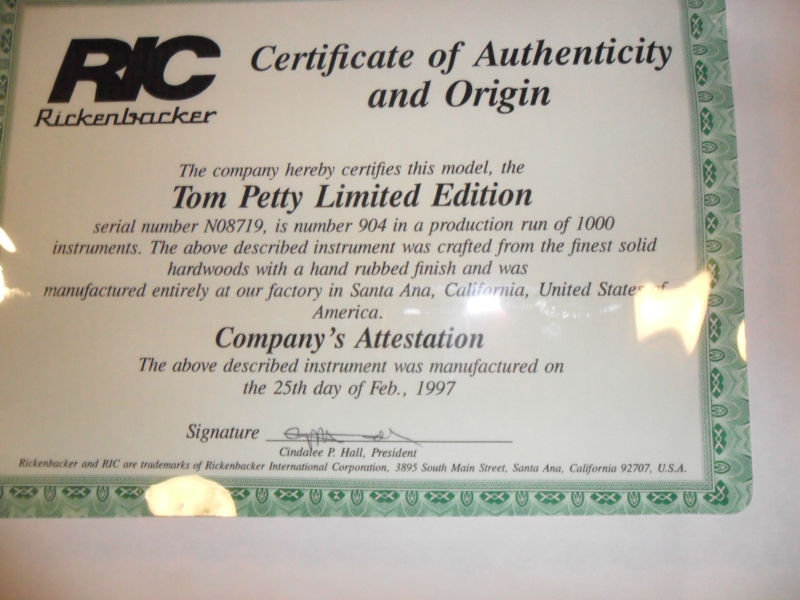 RIC
Rickenbacker
Certificate of Authenticity
and Origin
The company hereby certifies this model, the
Tom Petty Limited Edition
serial number N08719, is number 904 in a production run of 1000
instruments. The above described instrument was crafted from the finest solid
hardwoods with a hand rubbed finish and was
manufactured entirely at our factory in Santa Ana, California, United States of
America.
Company's Attestation
The above described instrument was manufactured on
the 25th day of Feb., 1997
Signature
Cindalee P. Hall, President
Rickenbacker and RIC are trademarks of Rickenbacker International Corporation, 3895 South Main Street, Santa Ana, California 92707, U.S.A.